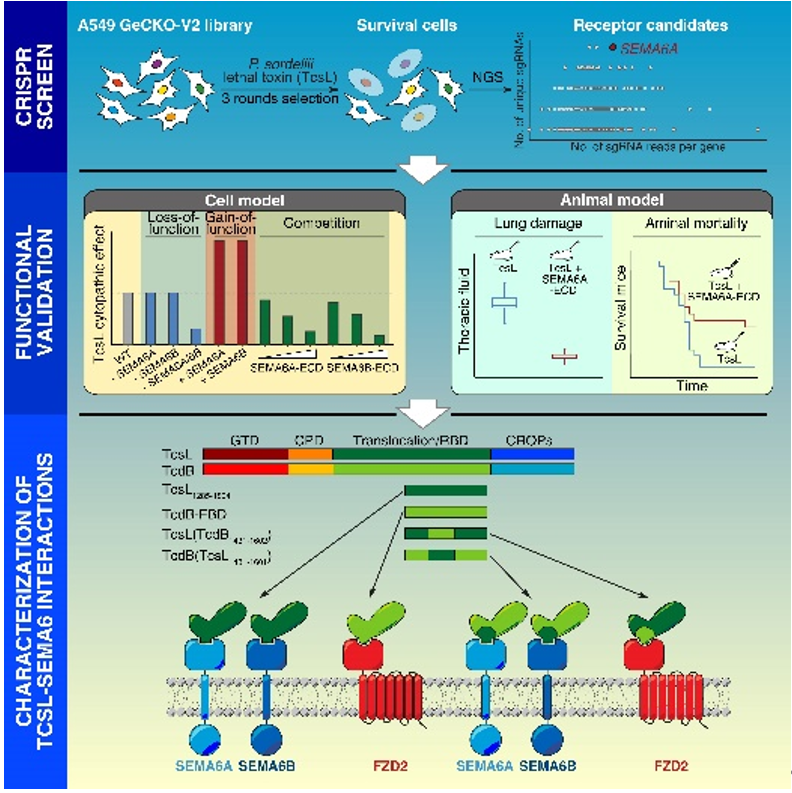 CRISPR
SCREEN
A549 GeCKO-V2 library
Survival cells
Receptor candidates
P. sordellii
lethal toxin (TcsL)
3 rounds selection
NGS
SEMA6A
No. of unique sgRNAs
No. of sgRNA reads per gene
FUNCTIONAL
VALIDATION
Cell model
Loss-of-
function
Gain-of-
function
Competition
TcsL cytopathic effect
WT
- SEMA6A
- SEMA6B
- SEMA6A/6B
+ SEMA6A
+ SEMA6B
SEMA6A-ECD
SEMA6B-ECD
Animal model
Lung damage
Aminal mortality
Thoracic fluid
TcsL
TcsL +
SEMA6A
-ECD
Survival mice
TcsL +
SEMA6A-ECD
TcsL
Time
CHARACTERIZATION OF
TCSL-SEMA6 INTERACTIONS
GTD
CPD
Translocation/RBD
CROPs
TcsL
TcdB
TcsL
TcdB-FBD
TcsL(TcdB
)
TcdB(TcsL
)
SEMA6A
SEMA6B
FZD2
SEMA6A
SEMA6B
FZD2